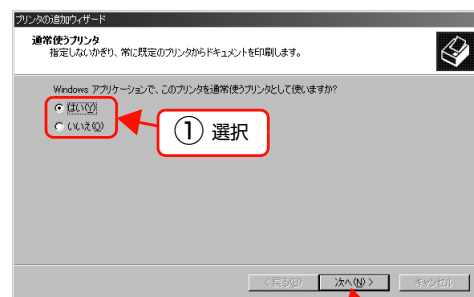 プリンタの追加ウィザード
通常使うプリンタ
指定しないかぎり、常に既定のプリンタからドキュメントを印刷します。
Windows アプリケーションで、このプリンタを通常使うプリンタとして使いますか?
はい(Y)
いいえ(O)
① 選択
< 戻る(B)
次へ(N) >
キャンセル